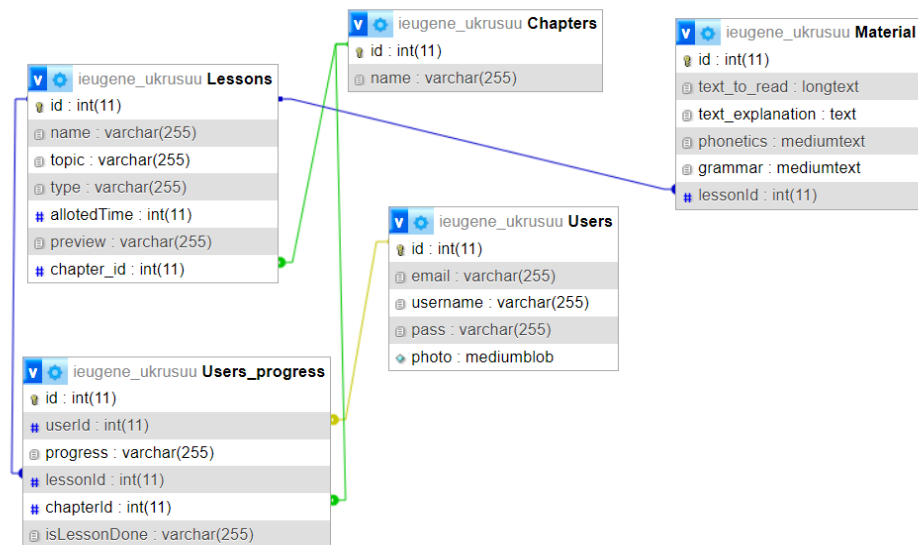 v ieugene_ukrusuu Chapters
id : int(11)
name : varchar(255)
v ieugene_ukrusuu Material
id : int(11)
text_to_read : longtext
text_explanation : text
phonetics : mediumtext
grammar : mediumtext
# lessonId : int(11)
v ieugene_ukrusuu Lessons
id : int(11)
name : varchar(255)
topic : varchar(255)
type : varchar(255)
# allotedTime : int(11)
preview : varchar(255)
# chapter_id : int(11)
v ieugene_ukrusuu Users
id : int(11)
email : varchar(255)
username : varchar(255)
pass : varchar(255)
photo : mediumblob
v ieugene_ukrusuu Users_progress
id : int(11)
# userId : int(11)
progress : varchar(255)
# lessonId : int(11)
# chapterId : int(11)
isLessonDone : varchar(255)